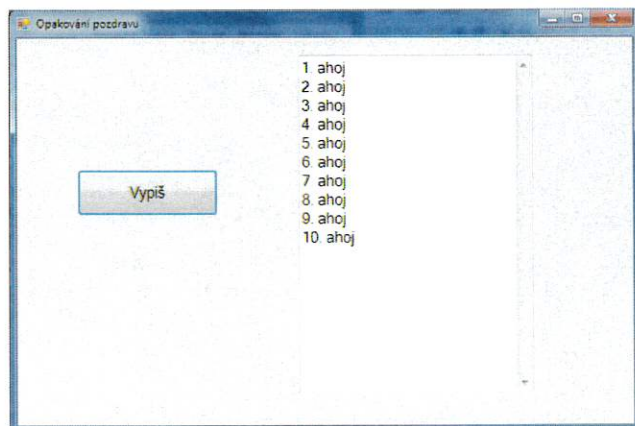 Opakování pozdravu
Vypiš
1. ahoj
2. ahoj
3. ahoj
4. ahoj
5. ahoj
6. ahoj
7. ahoj
8. ahoj
9. ahoj
10. ahoj